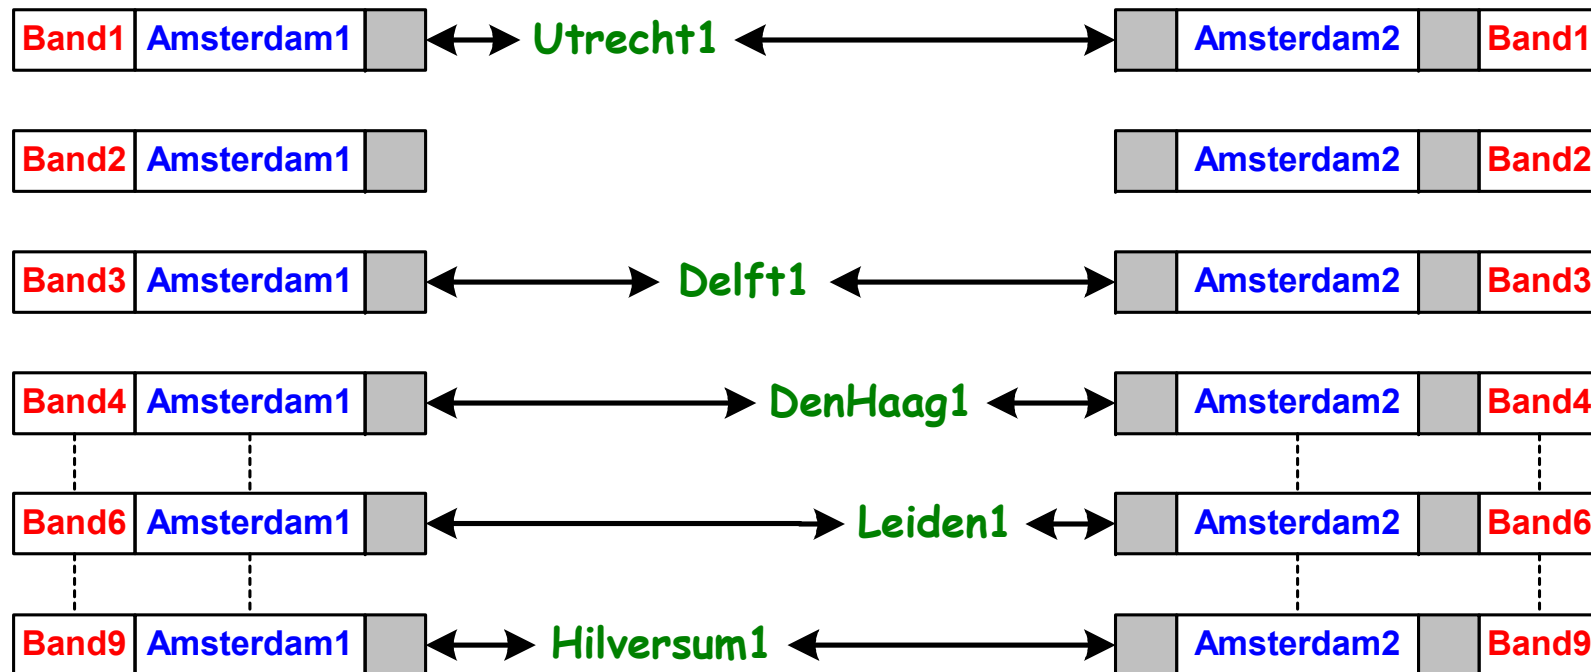 Band1 Amsterdam1 Utrecht1 Amsterdam2 Band1
Band2 Amsterdam1 Amsterdam2 Band2
Band3 Amsterdam1 Delft1 Amsterdam2 Band3
Band4 Amsterdam1 DenHaag1 Amsterdam2 Band4
Band6 Amsterdam1 Leiden1 Amsterdam2 Band6
Band9 Amsterdam1 Hilversum1 Amsterdam2 Band9